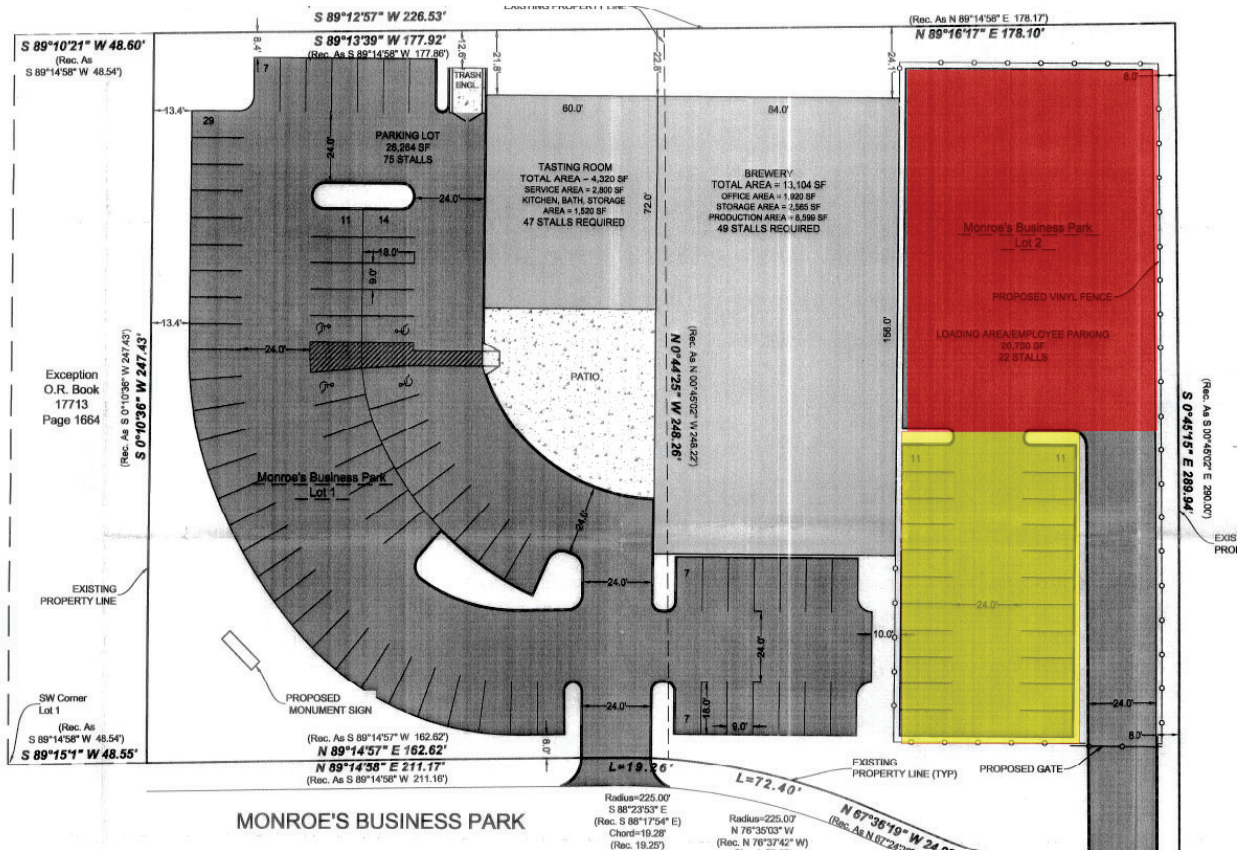 S 89°12'57" W 226.53'
EXISTING PROPERTY LINE
(Rec. As N 89°14'58" E 178.17')
N 89°16'17" E 178.10'
S 89°10'21" W 48.60'
(Rec. As
S 89°14'58" W 48.54')
S 89°13'39" W 177.92'
(Rec. As S 89°14'58" W 177.86')
8.4'
12.6'
21.8'
22.8'
24.1'
8.0'
7
TRASH
ENCL.
13.4'
29
24.0'
PARKING LOT
26,264 SF
75 STALLS
60.0'
84.0'
TASTING ROOM
TOTAL AREA = 4,320 SF
SERVICE AREA = 2,800 SF
KITCHEN, BATH, STORAGE
AREA = 1,520 SF
47 STALLS REQUIRED
72.0'
BREWERY
TOTAL AREA = 13,104 SF
OFFICE AREA = 1,920 SF
STORAGE AREA = 2,585 SF
PRODUCTION AREA = 8,599 SF
49 STALLS REQUIRED
24.0'
11
14
18.0'
9.0'
Monroe's Business Park
Lot 2
PROPOSED VINYL FENCE
LOADING AREA/EMPLOYEE PARKING
20,750 SF
22 STALLS
13.4'
24.0'
156.0'
PATIO
(Rec. As N 00°45'02" W 248.22')
N 0°44'25" W 248.26'
(Rec. As S 0°10'36" W 247.43')
S 0°10'36" W 247.43'
Exception
O.R. Book
17713
Page 1664
(Rec. As S 00°45'02" E 290.00')
S 0°45'15" E 289.94'
Monroe's Business Park
Lot 1
11
11
24.0'
EXISTING
PROPERTY LINE
24.0'
7
24.0'
10.0'
24.0'
PROPOSED
MONUMENT SIGN
SW Corner
Lot 1
(Rec. As
S 89°14'58" W 48.54')
S 89°15'1" W 48.55'
24.0'
7
18.0'
9.0'
24.0'
8.0'
8.0'
(Rec. As S 89°14'57" W 162.62')
N 89°14'57" E 162.62'
N 89°14'58" E 211.17'
(Rec. As S 89°14'58" W 211.16')
L=19.26'
L=72.40'
EXISTING
PROPERTY LINE (TYP)
PROPOSED GATE
MONROE'S BUSINESS PARK
Radius=225.00'
S 88°23'53" E
(Rec. S 88°17'54" E)
Chord=19.28'
(Rec. 19.25')
Radius=225.00'
N 76°35'03" W
(Rec. N 76°37'42" W)
N 67°36'19" W